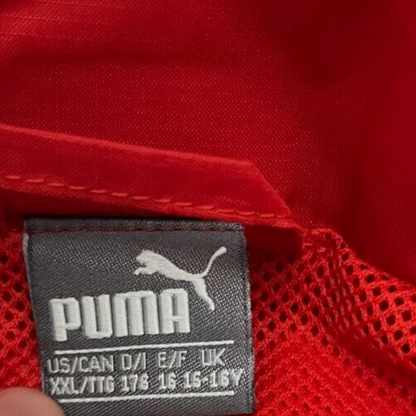 PUMA
US/CAN D/I E/F UK
XXL/TTG 176 16 15-16Y